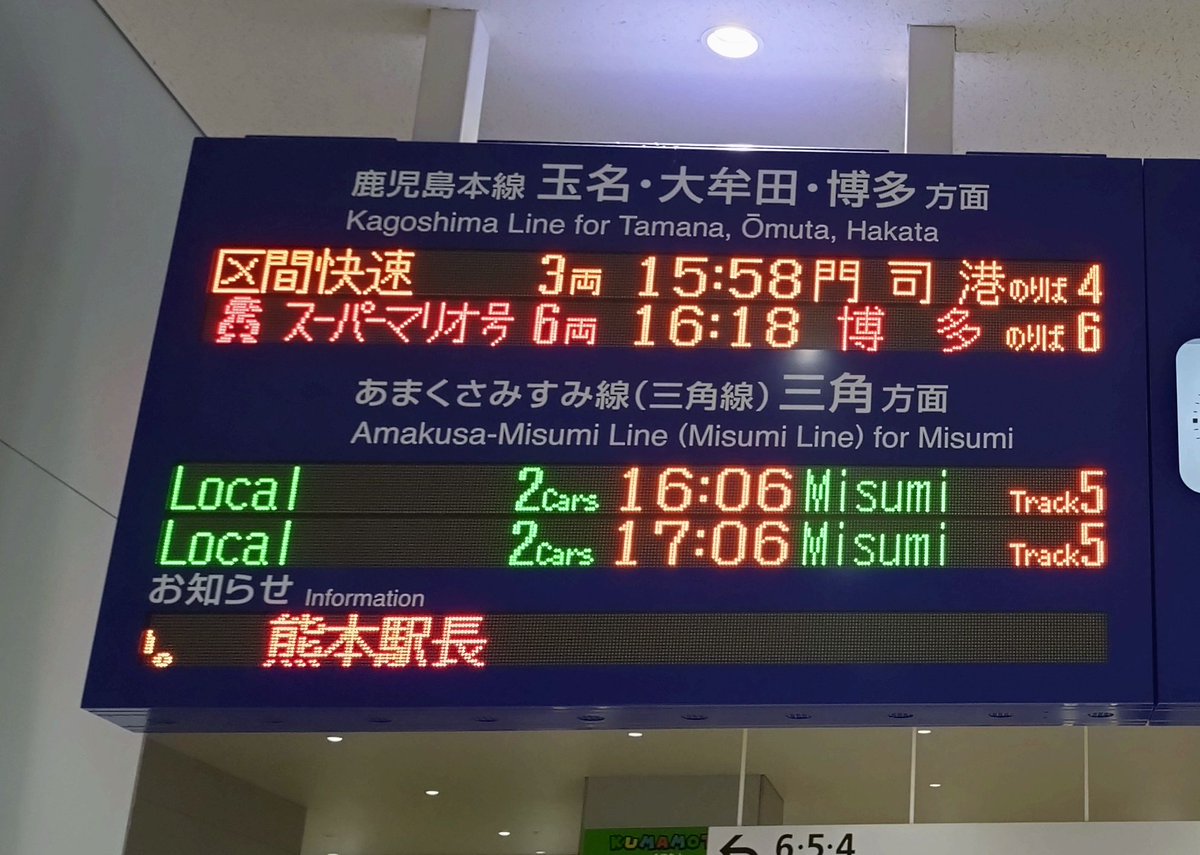 鹿児島本線 玉名・大牟田・博多 方面
Kagoshima Line for Tamana, Ōmuta, Hakata
区間快速 3両 15:58 門司港 のりば 4
スーパーマリオ号 6両 16:18 博多 のりば 6
あまくさみすみ線(三角線) 三角 方面
Amakusa-Misumi Line (Misumi Line) for Misumi
Local 2Cars 16:06 Misumi Track5
Local 2Cars 17:06 Misumi Track5
お知らせ Information
。 熊本駅長
6·5·4